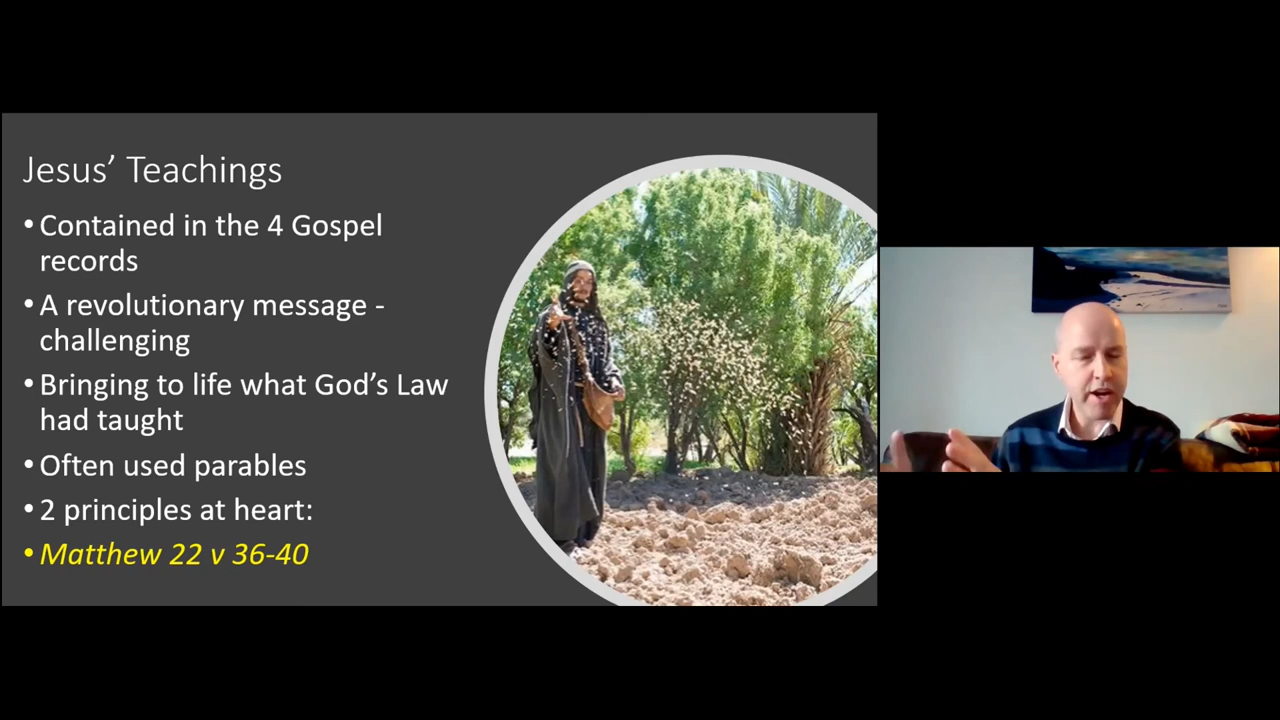 Jesus’ Teachings
• Contained in the 4 Gospel
records
• A revolutionary message -
challenging
• Bringing to life what God’s Law
had taught
• Often used parables
• 2 principles at heart:
• Matthew 22 v 36-40